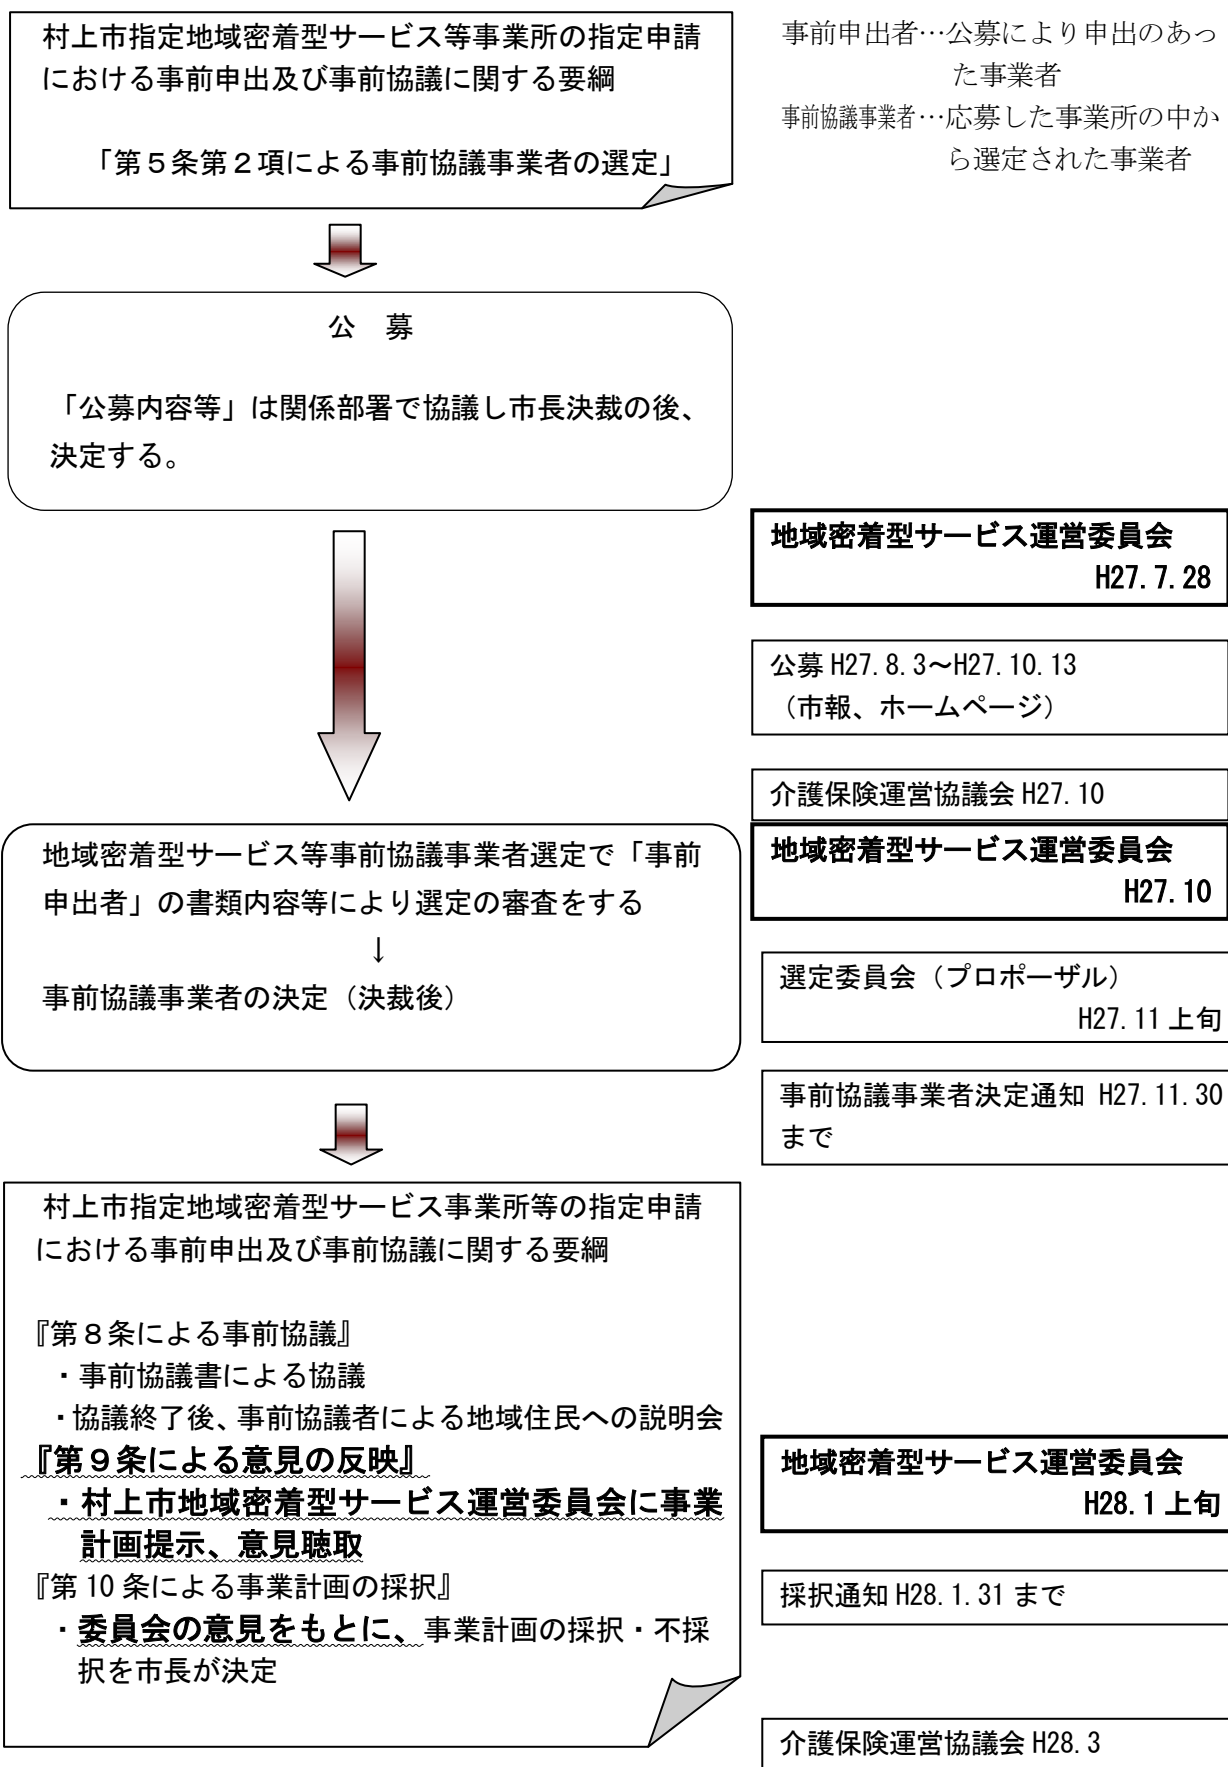 村上市指定地域密着型サービス等事業所の指定申請
における事前申出及び事前協議に関する要綱
「第５条第２項による事前協議事業者の選定」
事前申出者…公募により申出のあっ
た事業者
事前協議事業者…応募した事業所の中か
ら選定された事業者
公　募
「公募内容等」は関係部署で協議し市長決裁の後、
決定する。
地域密着型サービス運営委員会
H27.7.28
公募 H27.8.3～H27.10.13
（市報、ホームページ）
介護保険運営協議会 H27.10
地域密着型サービス運営委員会
H27.10
地域密着型サービス等事前協議事業者選定で「事前
申出者」の書類内容等により選定の審査をする
↓
事前協議事業者の決定（決裁後）
選定委員会（プロポーザル）
H27.11 上旬
事前協議事業者決定通知 H27.11.30
まで
村上市指定地域密着型サービス事業所等の指定申請
における事前申出及び事前協議に関する要綱
『第８条による事前協議』
・事前協議書による協議
・協議終了後、事前協議者による地域住民への説明会
『第９条による意見の反映』
・村上市地域密着型サービス運営委員会に事業
計画提示、意見聴取
『第 10 条による事業計画の採択』
・委員会の意見をもとに、事業計画の採択・不採
択を市長が決定
地域密着型サービス運営委員会
H28.1 上旬
採択通知 H28.1.31 まで
介護保険運営協議会 H28.3